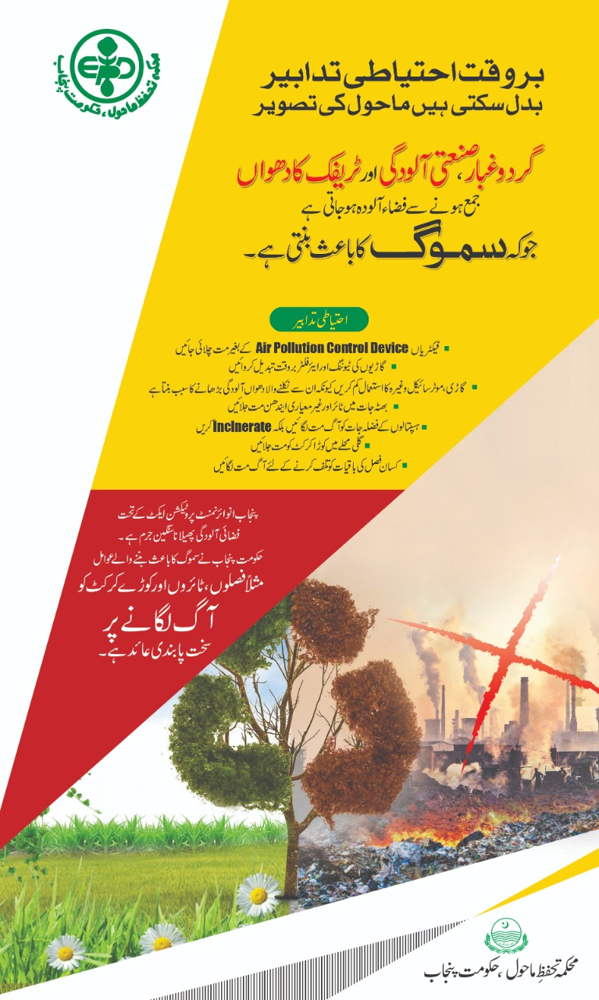 EPD
محکمہ تحفظ ماحول، حکومت پنجاب
بروقت احتیاطی تدابیر
بدل سکتی ہیں ماحول کی تصویر
گردوغبار، صنعتی آلودگی اور ٹریفک کا دھواں
جمع ہونے سے فضاء آلودہ ہو جاتی ہے
جو کہ سموگ کا باعث بنتی ہے۔
احتیاطی تدابیر
▪ فیکٹریاں Air Pollution Control Device کے بغیر مت چلائی جائیں
▪ گاڑیوں کی ٹیوننگ اور ایئر فلٹر بروقت تبدیل کروائیں
▪ گاڑی، موٹر سائیکل وغیرہ کا استعمال کم کریں کیونکہ ان سے نکلنے والا دھواں آلودگی بڑھانے کا سبب بنتا ہے
▪ بھٹہ جات میں ٹائر اور غیر معیاری ایندھن مت جلائیں
▪ ہسپتالوں کے فضلہ جات کو آگ مت لگائیں بلکہ Incinerate کریں
▪ گلی محلے میں کوڑا کرکٹ کو مت جلائیں
▪ کسان فصل کی باقیات کو تلف کرنے کے لئے آگ مت لگائیں
پنجاب انوائرنمنٹ پروٹیکشن ایکٹ کے تحت
فضائی آلودگی پھیلانا سنگین جرم ہے۔
حکومت پنجاب نے سموگ کا باعث بننے والے عوامل
مثلاً فصلوں، ٹائروں اور کوڑے کرکٹ کو
آگ لگانے پر
سخت پابندی عائد ہے۔
محکمہ تحفظِ ماحول، حکومت پنجاب